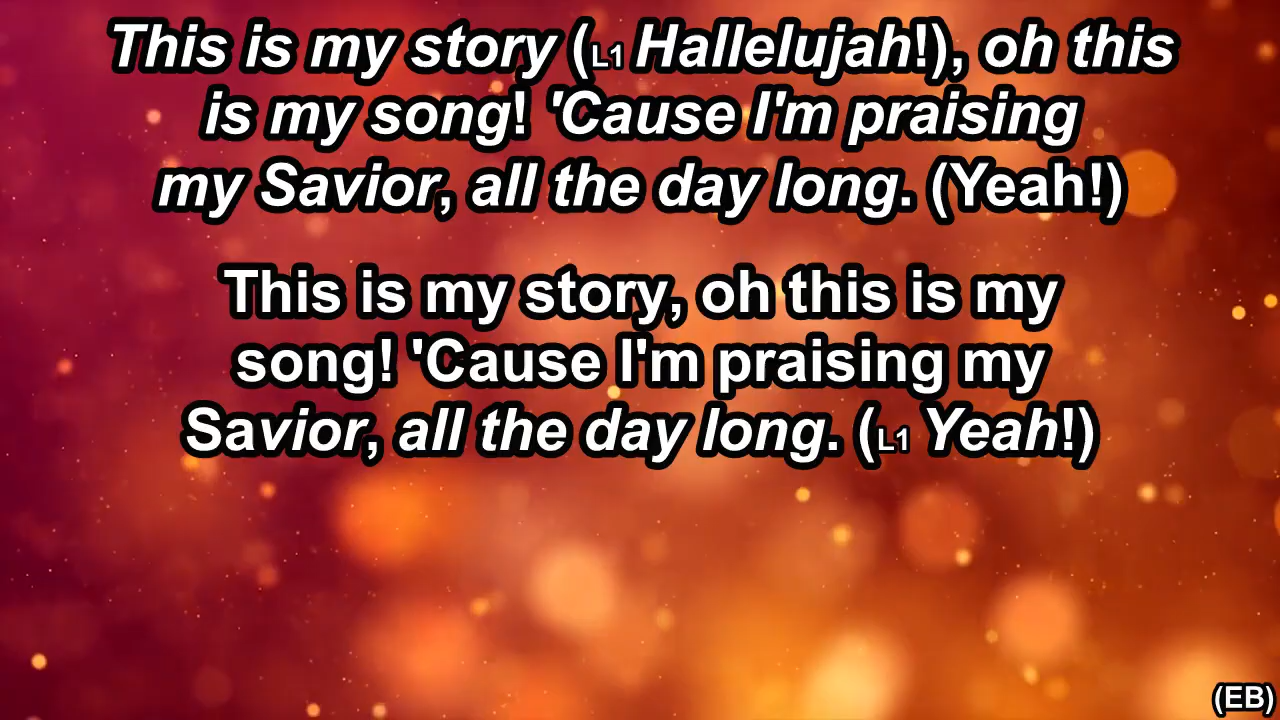 This is my story (L1 Hallelujah!), oh this
is my song! 'Cause I'm praising
my Savior, all the day long. (Yeah!)
This is my story, oh this is my
song! 'Cause I'm praising my
Savior, all the day long. (L1 Yeah!)
(EB)